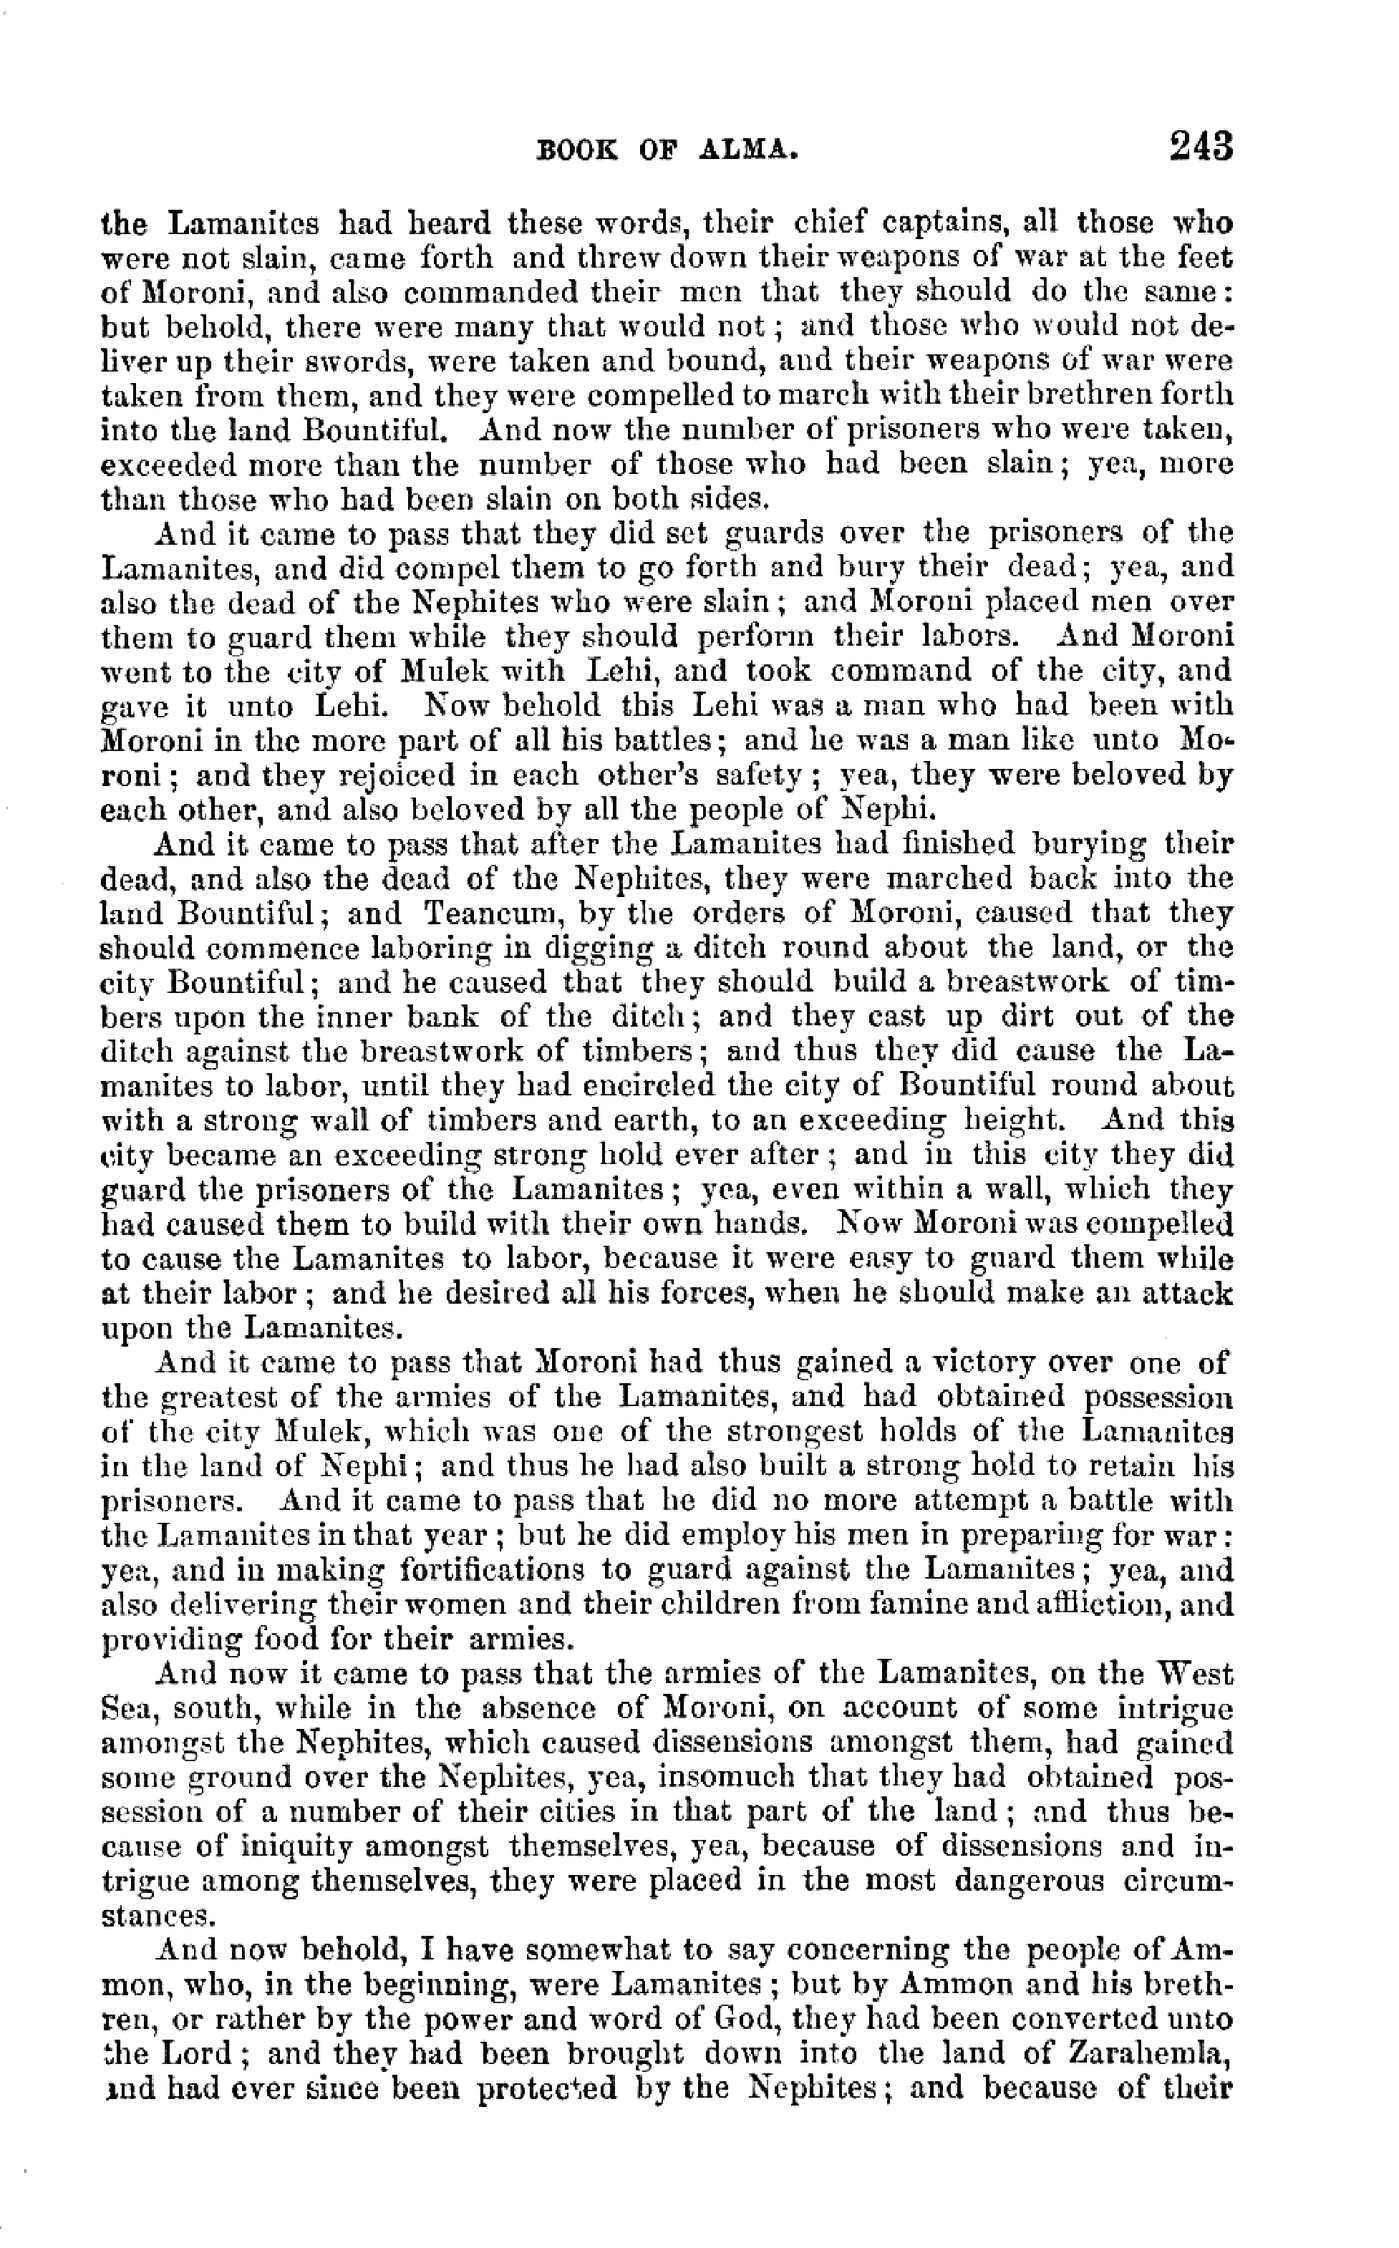 BOOK OF ALMA. 243
the Lamanites had heard these words, their chief captains, all those who
were not slain, came forth and threw down their weapons of war at the feet
of Moroni, and also commanded their men that they should do the same:
but behold, there were many that would not; and those who would not de-
liver up their swords, were taken and bound, and their weapons of war were
taken from them, and they were compelled to march with their brethren forth
into the land Bountiful. And now the number of prisoners who were taken,
exceeded more than the number of those who had been slain; yea, more
than those who had been slain on both sides.
And it came to pass that they did set guards over the prisoners of the
Lamanites, and did compel them to go forth and bury their dead; yea, and
also the dead of the Nephites who were slain; and Moroni placed men over
them to guard them while they should perform their labors. And Moroni
went to the city of Mulek with Lehi, and took command of the city, and
gave it unto Lehi. Now behold this Lehi was a man who had been with
Moroni in the more part of all his battles; and he was a man like unto Mo-
roni; and they rejoiced in each other's safety; yea, they were beloved by
each other, and also beloved by all the people of Nephi.
And it came to pass that after the Lamanites had finished burying their
dead, and also the dead of the Nephites, they were marched back into the
land Bountiful; and Teancum, by the orders of Moroni, caused that they
should commence laboring in digging a ditch round about the land, or the
city Bountiful; and he caused that they should build a breastwork of tim-
bers upon the inner bank of the ditch; and they cast up dirt out of the
ditch against the breastwork of timbers; and thus they did cause the La-
manites to labor, until they had encircled the city of Bountiful round about
with a strong wall of timbers and earth, to an exceeding height. And this
city became an exceeding strong hold ever after; and in this city they did
guard the prisoners of the Lamanites; yea, even within a wall, which they
had caused them to build with their own hands. Now Moroni was compelled
to cause the Lamanites to labor, because it were easy to guard them while
at their labor; and he desired all his forces, when he should make an attack
upon the Lamanites.
And it came to pass that Moroni had thus gained a victory over one of
the greatest of the armies of the Lamanites, and had obtained possession
of the city Mulek, which was one of the strongest holds of the Lamanites
in the land of Nephi; and thus he had also built a strong hold to retain his
prisoners. And it came to pass that he did no more attempt a battle with
the Lamanites in that year; but he did employ his men in preparing for war:
yea, and in making fortifications to guard against the Lamanites; yea, and
also delivering their women and their children from famine and affliction, and
providing food for their armies.
And now it came to pass that the armies of the Lamanites, on the West
Sea, south, while in the absence of Moroni, on account of some intrigue
amongst the Nephites, which caused dissensions amongst them, had gained
some ground over the Nephites, yea, insomuch that they had obtained pos-
session of a number of their cities in that part of the land; and thus be-
cause of iniquity amongst themselves, yea, because of dissensions and in-
trigue among themselves, they were placed in the most dangerous circum-
stances.
And now behold, I have somewhat to say concerning the people of Am-
mon, who, in the beginning, were Lamanites; but by Ammon and his breth-
ren, or rather by the power and word of God, they had been converted unto
the Lord; and they had been brought down into the land of Zarahemla,
and had ever since been protected by the Nephites; and because of their